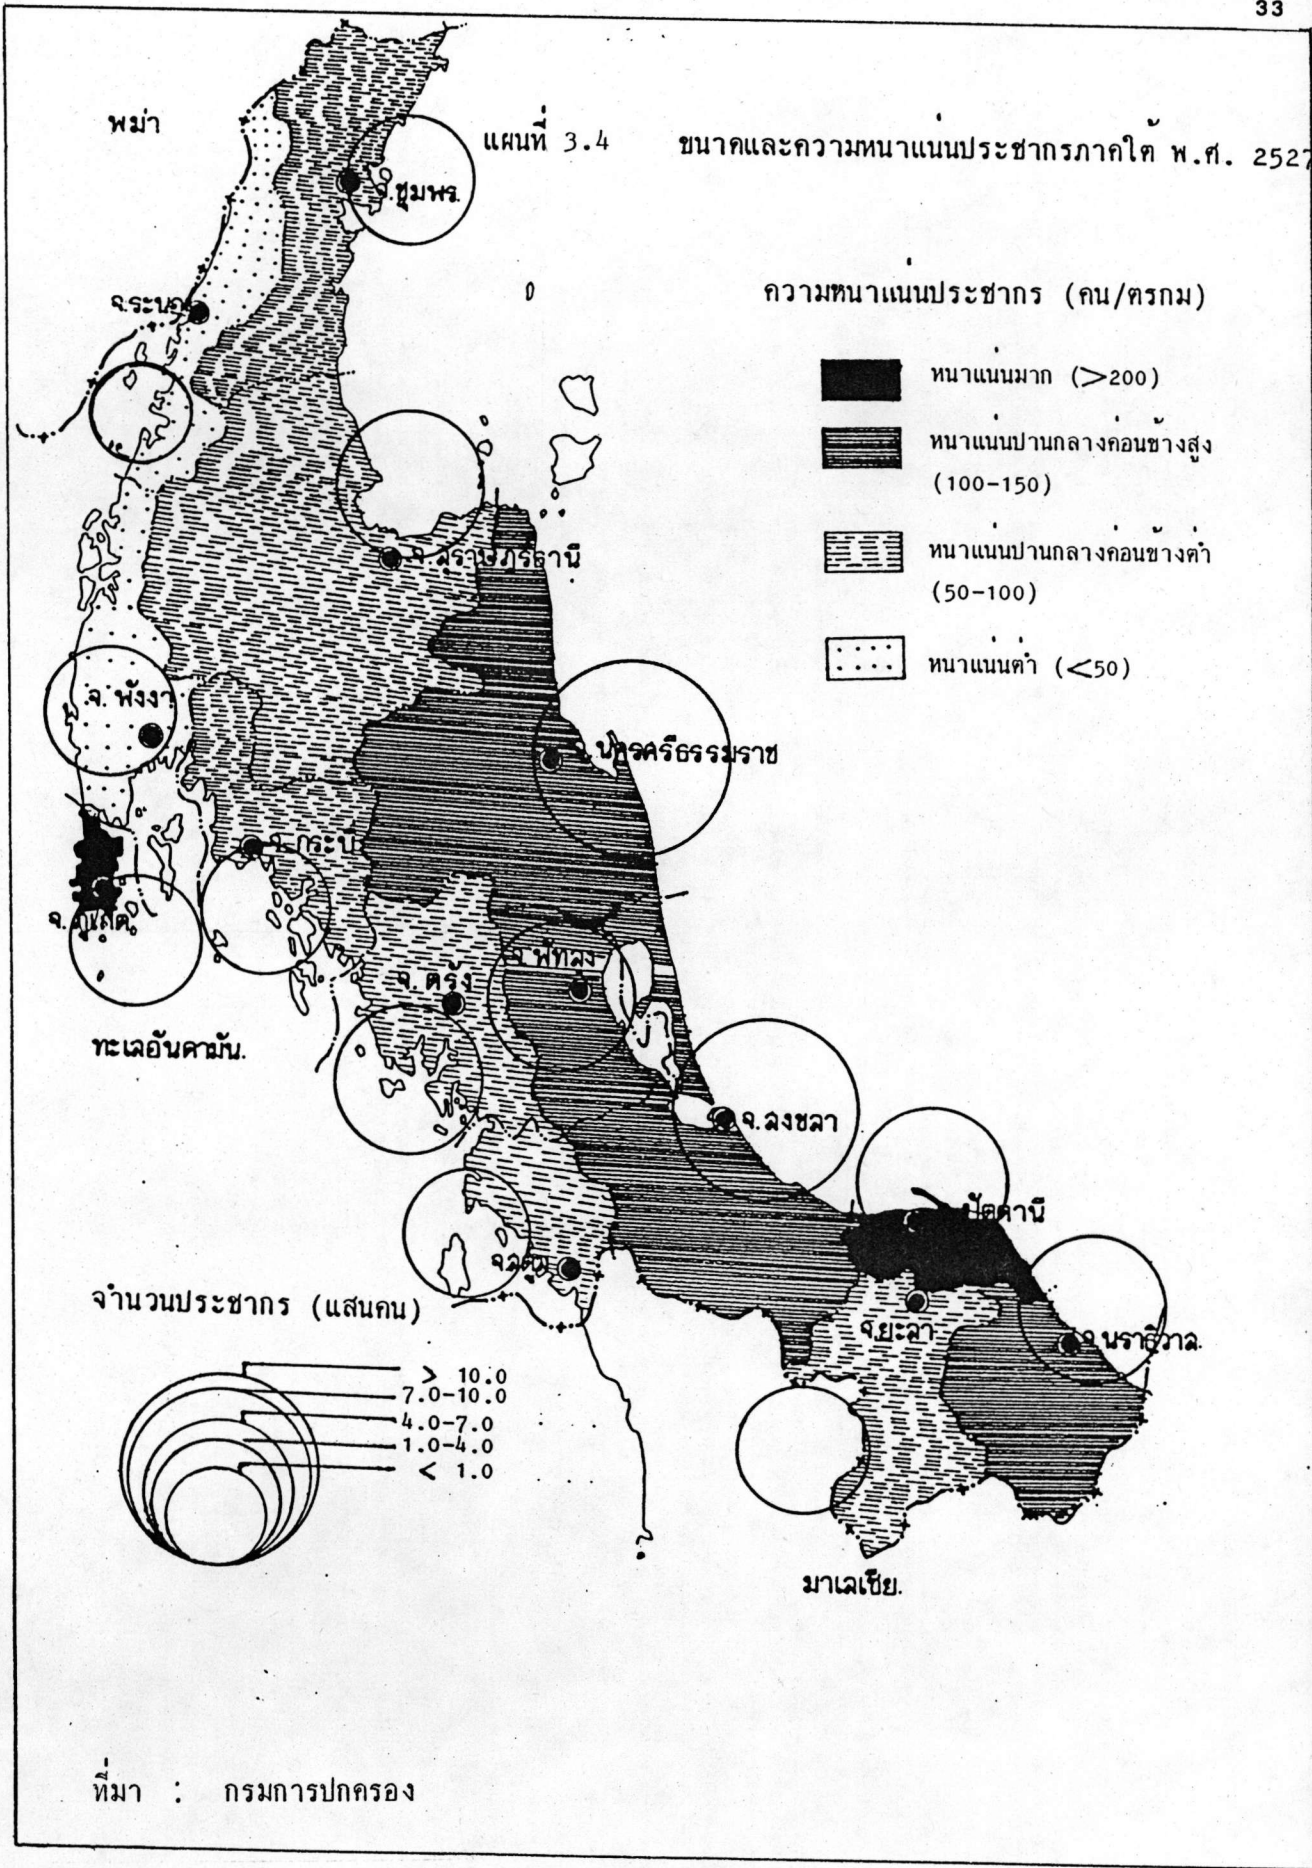 33
พม่า
แผนที่ 3.4 ขนาดและความหนาแน่นประชากรภาคใต้ พ.ศ. 2527
จ.ชุมพร.
ความหนาแน่นประชากร (คน/ตรกม)
จ.ระนอง
หนาแน่นมาก (>200)
หนาแน่นปานกลางค่อนข้างสูง
(100-150)
หนาแน่นปานกลางค่อนข้างต่ำ
(50-100)
หนาแน่นต่ำ (<50)
จ.สุราษฎร์ธานี
จ. พังงา
จ.นครศรีธรรมราช
จ.กระบี่
จ.ภูเก็ต
จ.พัทลุง
จ. ตรัง
ทะเลอันดามัน.
จ.สงขลา
ปัตตานี
จ.สตูล
จ.ยะลา
จ.นราธิวาส.
จำนวนประชากร (แสนคน)
> 10.0
7.0-10.0
4.0-7.0
1.0-4.0
< 1.0
มาเลเซีย.
ที่มา : กรมการปกครอง